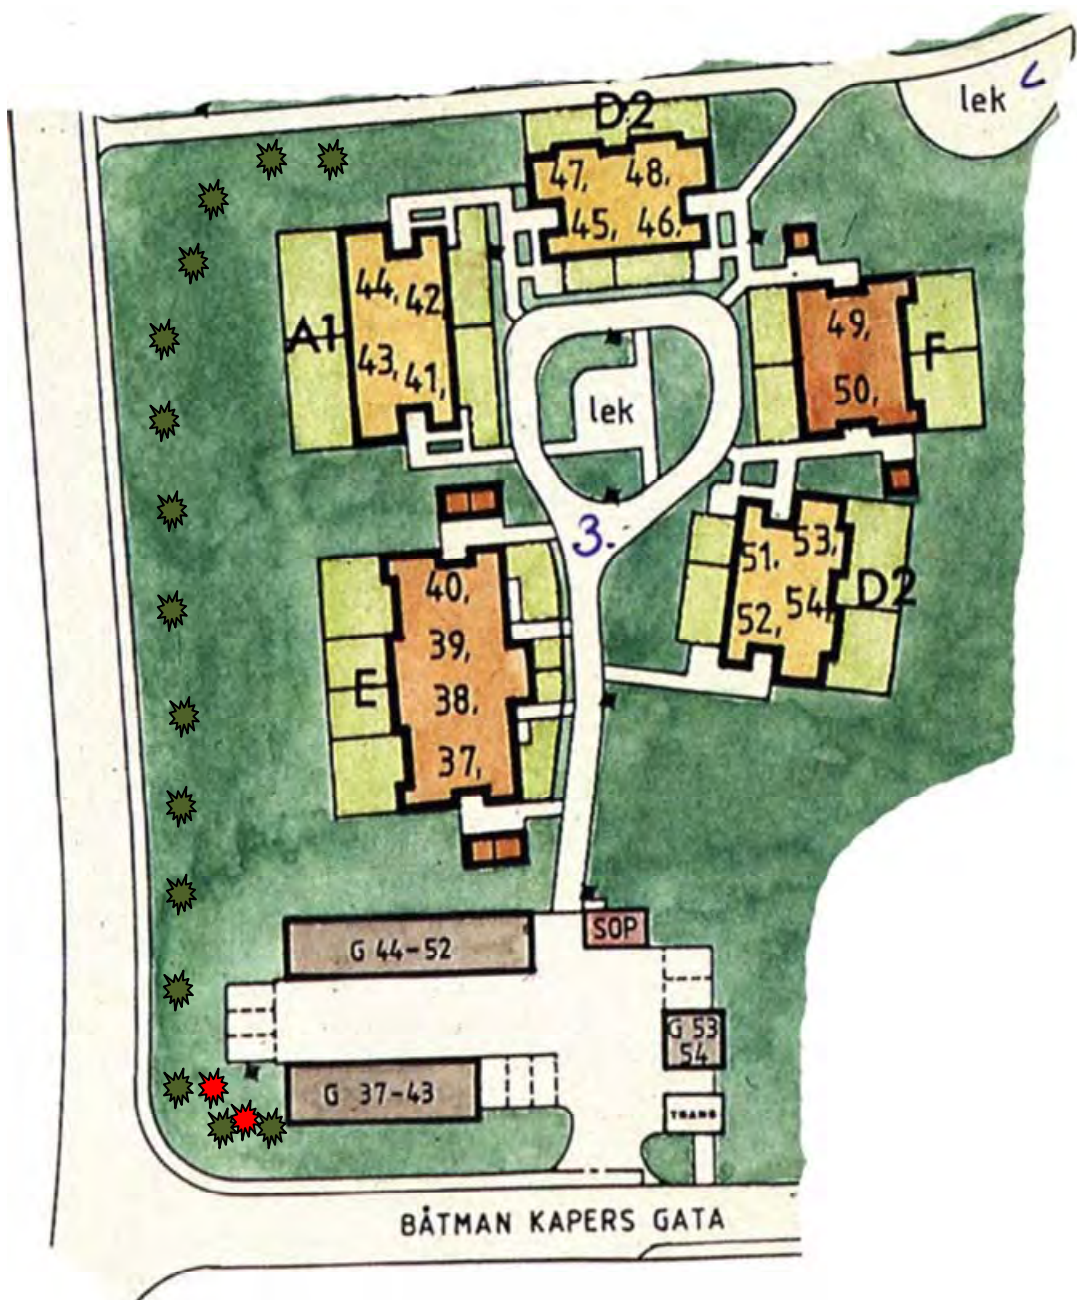 D2
47, 48,
45, 46,
lek
A1
44, 42,
43, 41,
49,
50,
F
lek
3.
51. 53,
52, 54,
D2
40,
39,
38,
37,
E
SOP
G 44-52
G 53
54
G 37-43
TRANS
BÅTMAN KAPERS GATA